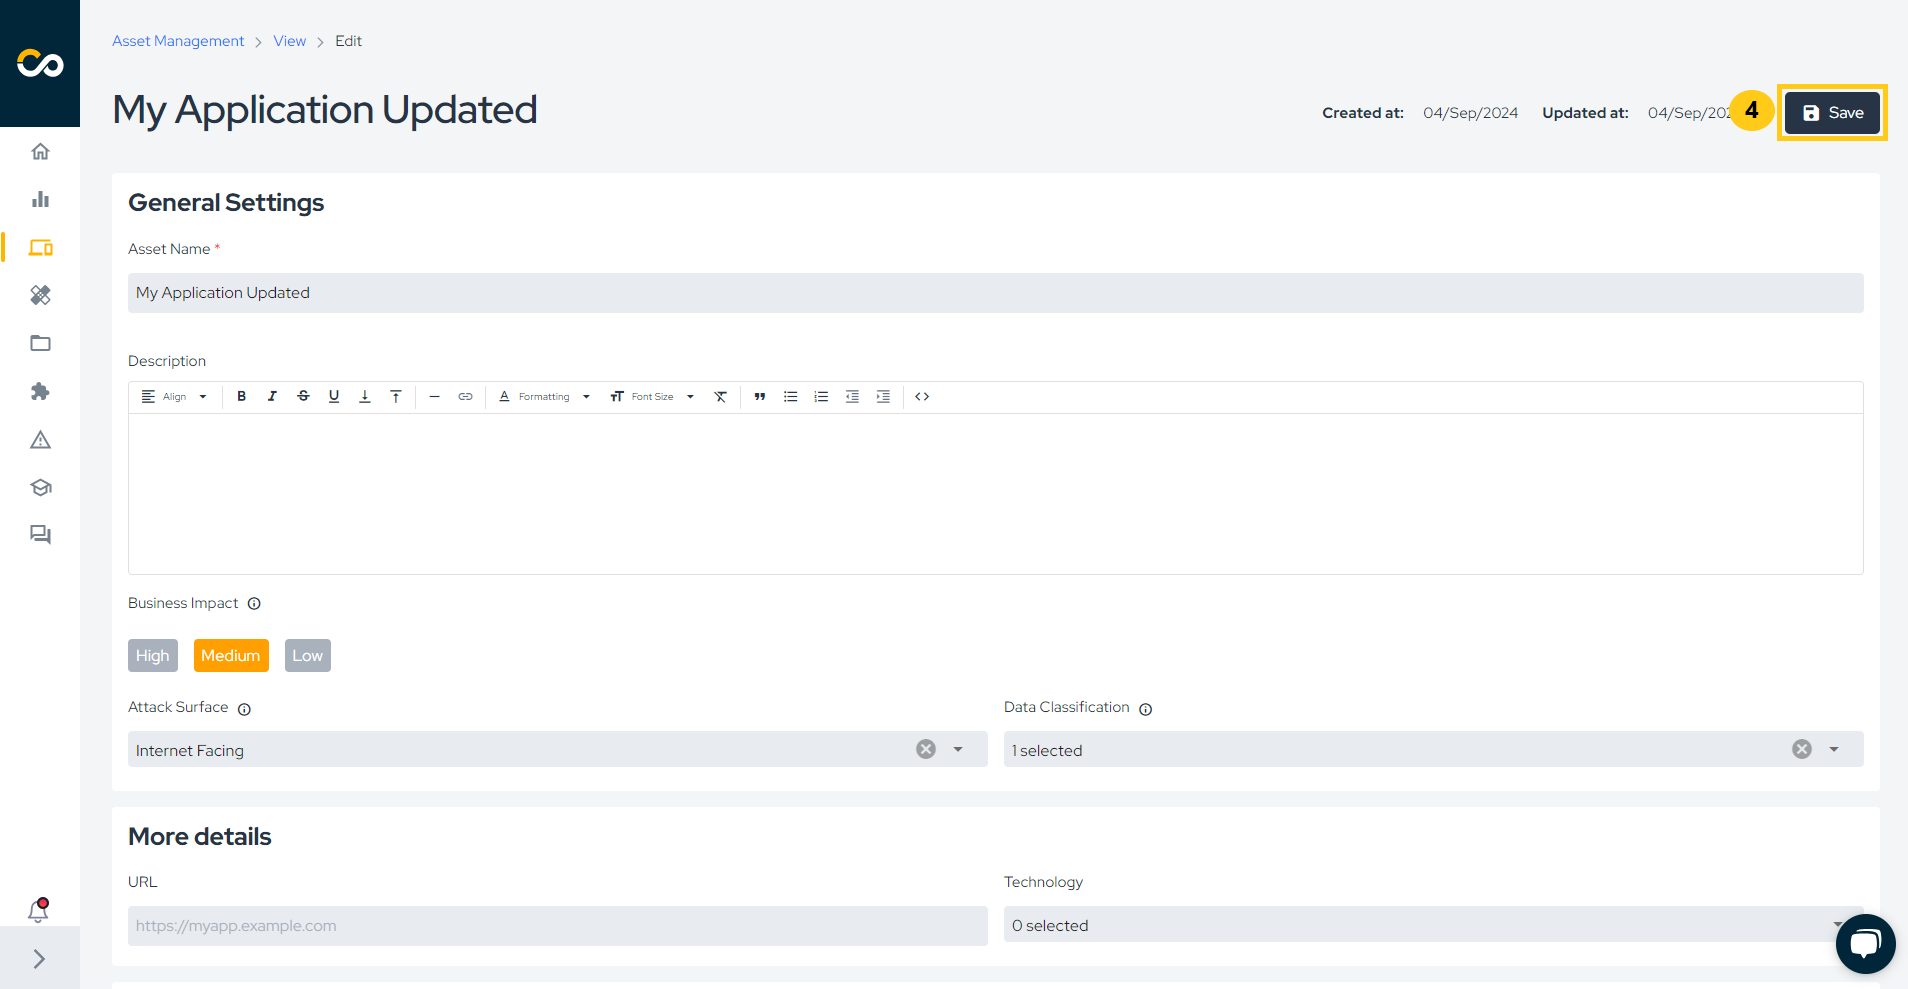 Asset Management > View > Edit
My Application Updated
Created at: 04/Sep/2024 Updated at: 04/Sep/202
4
Save
General Settings
Asset Name *
My Application Updated
Description
Align B I S U Formatting Font Size
Business Impact
High Medium Low
Attack Surface Data Classification
Internet Facing 1 selected
More details
URL Technology
https://myapp.example.com 0 selected